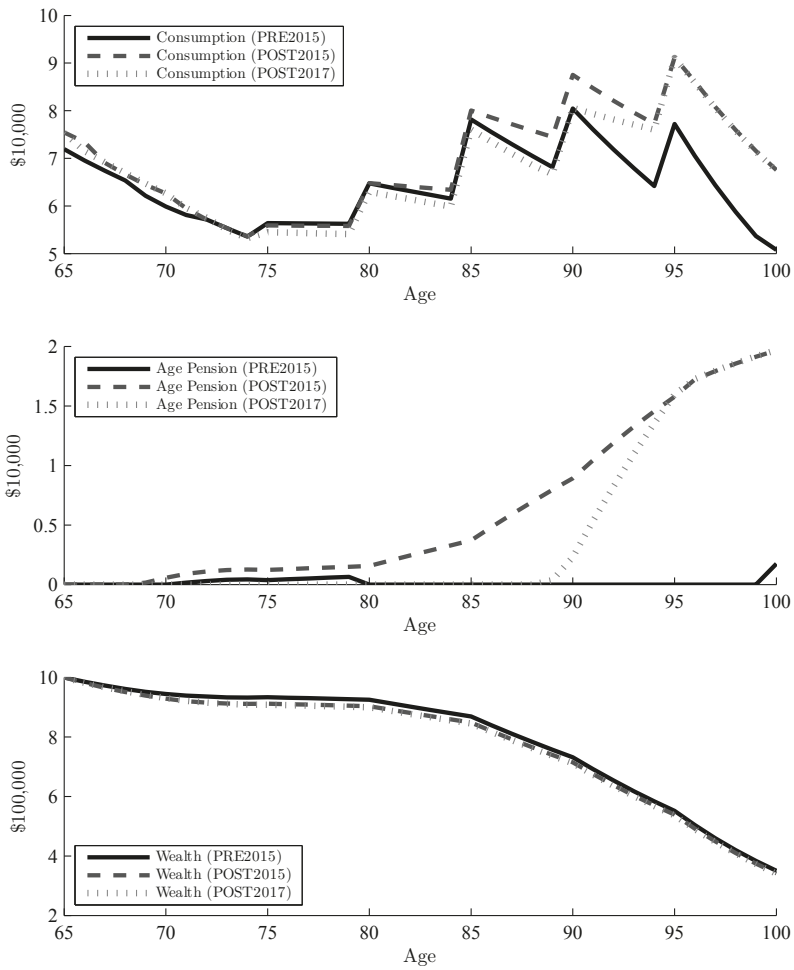 10
9
8
7
6
5
$10,000
Consumption (PRE2015)
Consumption (POST2015)
Consumption (POST2017)
65 70 75 80 85 90 95 100
Age
2
1.5
1
0.5
0
$10,000
Age Pension (PRE2015)
Age Pension (POST2015)
Age Pension (POST2017)
65 70 75 80 85 90 95 100
Age
10
8
6
4
2
$100,000
Wealth (PRE2015)
Wealth (POST2015)
Wealth (POST2017)
65 70 75 80 85 90 95 100
Age